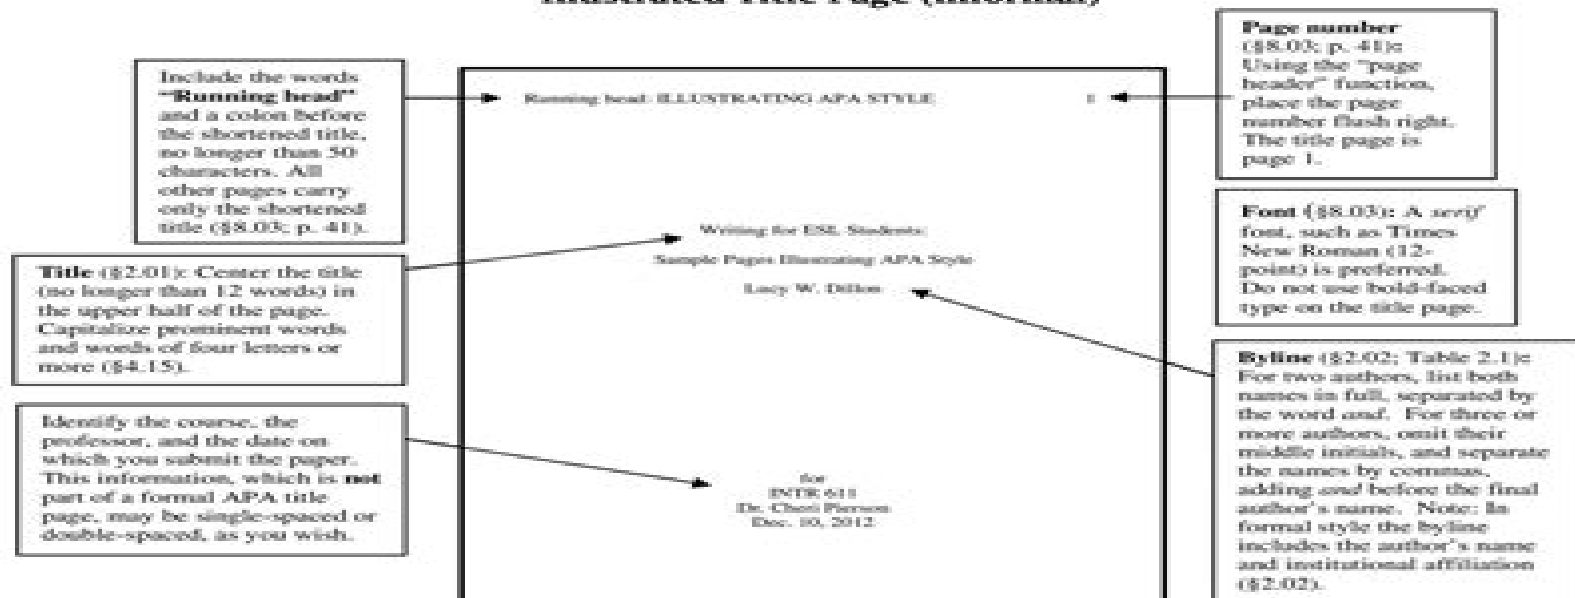 Illustrated Title Page (Informal)
Include the words
"Running head"
and a colon before
the shortened title,
no longer than 50
characters. All
other pages carry
only the shortened
title (§8.03; p. 41).
Title (§2.01): Center the title
(no longer than 12 words) in
the upper half of the page.
Capitalize prominent words
and words of four letters or
more (§4.15).
Identify the course, the
professor, and the date on
which you submit the paper.
This information, which is not
part of a formal APA title
page, may be single-spaced or
double-spaced, as you wish.
Running head: ILLUSTRATING APA STYLE 1
Writing for ESL Students:
Sample Pages Illustrating APA Style
Lucy W. Dillon
for
INTR 611
Dr. Cheri Pierson
Dec. 10, 2012
Page number
(§8.03; p. 41):
Using the "page
header" function,
place the page
number flush right.
The title page is
page 1.
Font (§8.03): A serif
font, such as Times
New Roman (12-
point) is preferred.
Do not use bold-faced
type on the title page.
Byline (§2.02; Table 2.1):
For two authors, list both
names in full, separated by
the word and. For three or
more authors, omit their
middle initials, and separate
the names by commas,
adding and before the final
author's name. Note: In
formal style the byline
includes the author's name
and institutional affiliation
(§2.02).